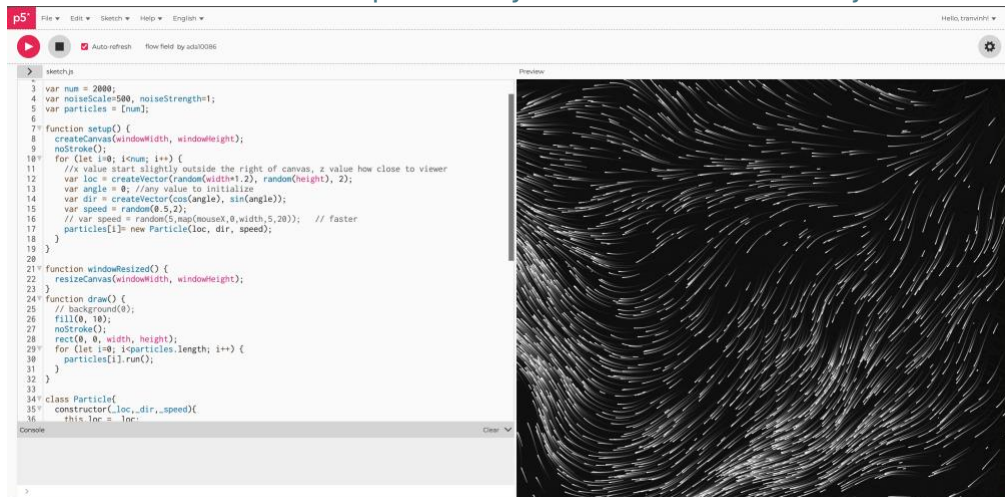 p5* File Edit Sketch Help English Hello, tranvinh!
Auto-refresh flow field by ada10086
> sketch.js Preview
3 var num = 2000;
4 var noiseScale=500, noiseStrength=1;
5 var particles = [num];
6
7 function setup() {
8 createCanvas(windowWidth, windowHeight);
9 noStroke();
10 for (let i=0; i<num; i++) {
11 //x value start slightly outside the right of canvas, z value how close to viewer
12 var loc = createVector(random(width*1.2), random(height), 2);
13 var angle = 0; //any value to initialize
14 var dir = createVector(cos(angle), sin(angle));
15 var speed = random(0.5,2);
16 // var speed = random(5,map(mouseX,0,width,5,20)); // faster
17 particles[i]= new Particle(loc, dir, speed);
18 }
19 }
20
21 function windowResized() {
22 resizeCanvas(windowWidth, windowHeight);
23 }
24 function draw() {
25 // background(0);
26 fill(0, 10);
27 noStroke();
28 rect(0, 0, width, height);
29 for (let i=0; i<particles.length; i++) {
30 particles[i].run();
31 }
32 }
33
34 class Particle{
35 constructor(_loc,_dir,_speed){
36 this.loc = _loc;
Console Clear
>